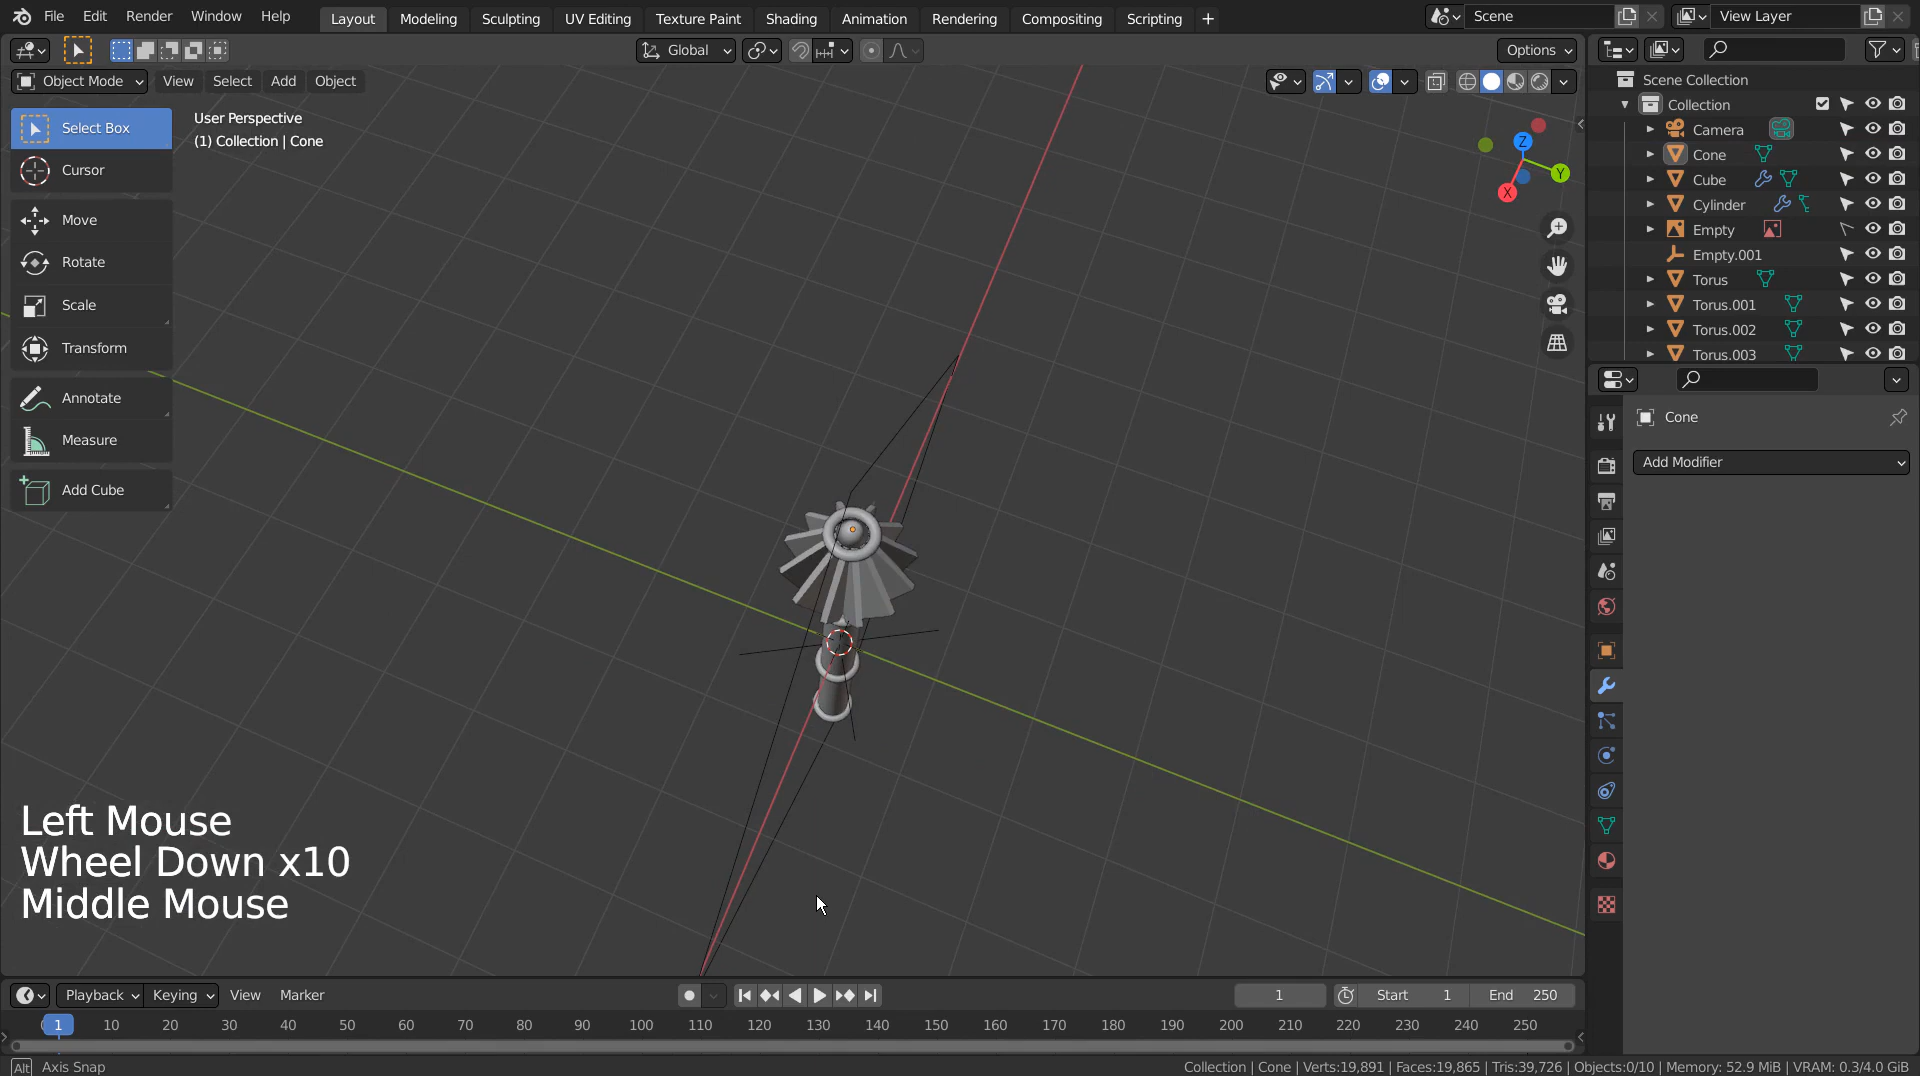 File Edit Render Window Help Layout Modeling Sculpting UV Editing Texture Paint Shading Animation Rendering Compositing Scripting + Scene View Layer
Global Options
Object Mode View Select Add Object
Select Box
Cursor
Move
Rotate
Scale
Transform
Annotate
Measure
Add Cube
User Perspective
(1) Collection | Cone
Z
Y
X
Scene Collection
Collection
Camera
Cone
Cube
Cylinder
Empty
Empty.001
Torus
Torus.001
Torus.002
Torus.003
Cone
Add Modifier
Left Mouse
Wheel Down x10
Middle Mouse
Playback Keying View Marker 1 Start 1 End 250
1 10 20 30 40 50 60 70 80 90 100 110 120 130 140 150 160 170 180 190 200 210 220 230 240 250
Alt Axis Snap Collection | Cone | Verts:19,891 | Faces:19,865 | Tris:39,726 | Objects:0/10 | Memory: 52.9 MiB | VRAM: 0.3/4.0 GiB